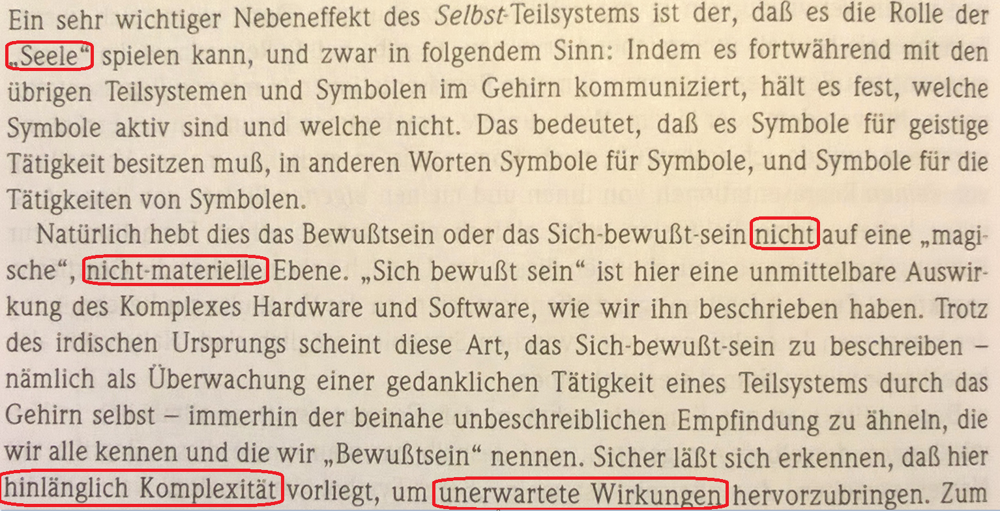 Ein sehr wichtiger Nebeneffekt des Selbst-Teilsystems ist der, daß es die Rolle der
„Seele“ spielen kann, und zwar in folgendem Sinn: Indem es fortwährend mit den
übrigen Teilsystemen und Symbolen im Gehirn kommuniziert, hält es fest, welche
Symbole aktiv sind und welche nicht. Das bedeutet, daß es Symbole für geistige
Tätigkeit besitzen muß, in anderen Worten Symbole für Symbole, und Symbole für die
Tätigkeiten von Symbolen.
Natürlich hebt dies das Bewußtsein oder das Sich-bewußt-sein nicht auf eine „magi-
sche“, nicht-materielle Ebene. „Sich bewußt sein“ ist hier eine unmittelbare Auswir-
kung des Komplexes Hardware und Software, wie wir ihn beschrieben haben. Trotz
des irdischen Ursprungs scheint diese Art, das Sich-bewußt-sein zu beschreiben –
nämlich als Überwachung einer gedanklichen Tätigkeit eines Teilsystems durch das
Gehirn selbst – immerhin der beinahe unbeschreiblichen Empfindung zu ähneln, die
wir alle kennen und die wir „Bewußtsein“ nennen. Sicher läßt sich erkennen, daß hier
hinlänglich Komplexität vorliegt, um unerwartete Wirkungen hervorzubringen. Zum